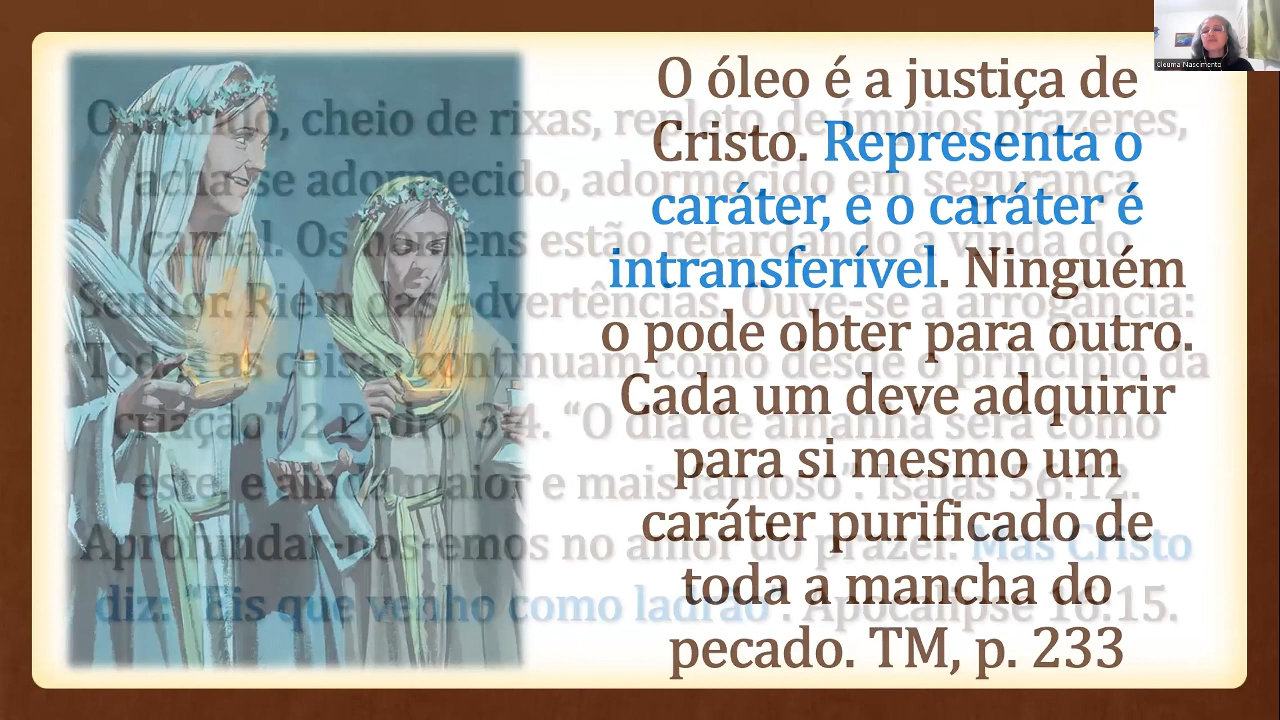 O óleo é a justiça de
Cristo. Representa o
caráter, e o caráter é
intransferível. Ninguém
o pode obter para outro.
Cada um deve adquirir
para si mesmo um
caráter purificado de
toda a mancha do
pecado. TM, p. 233
O mundo, cheio de rixas, repleto de ímpios prazeres,
acha-se adormecido, adormecido em segurança
carnal. Os homens estão retardando a vinda do
Senhor. Riem das advertências. Ouve-se a arrogância:
“Todas as coisas continuam como desde o princípio da
criação” 2 Pedro 3:4. “O dia de amanhã será como
este, e ainda maior e mais famoso”. Isaías 56:12.
Aprofundar-nos-emos no amor do prazer. Mas Cristo
diz: “Eis que venho como ladrão”. Apocalipse 16:15.
Cleuma Nascimento